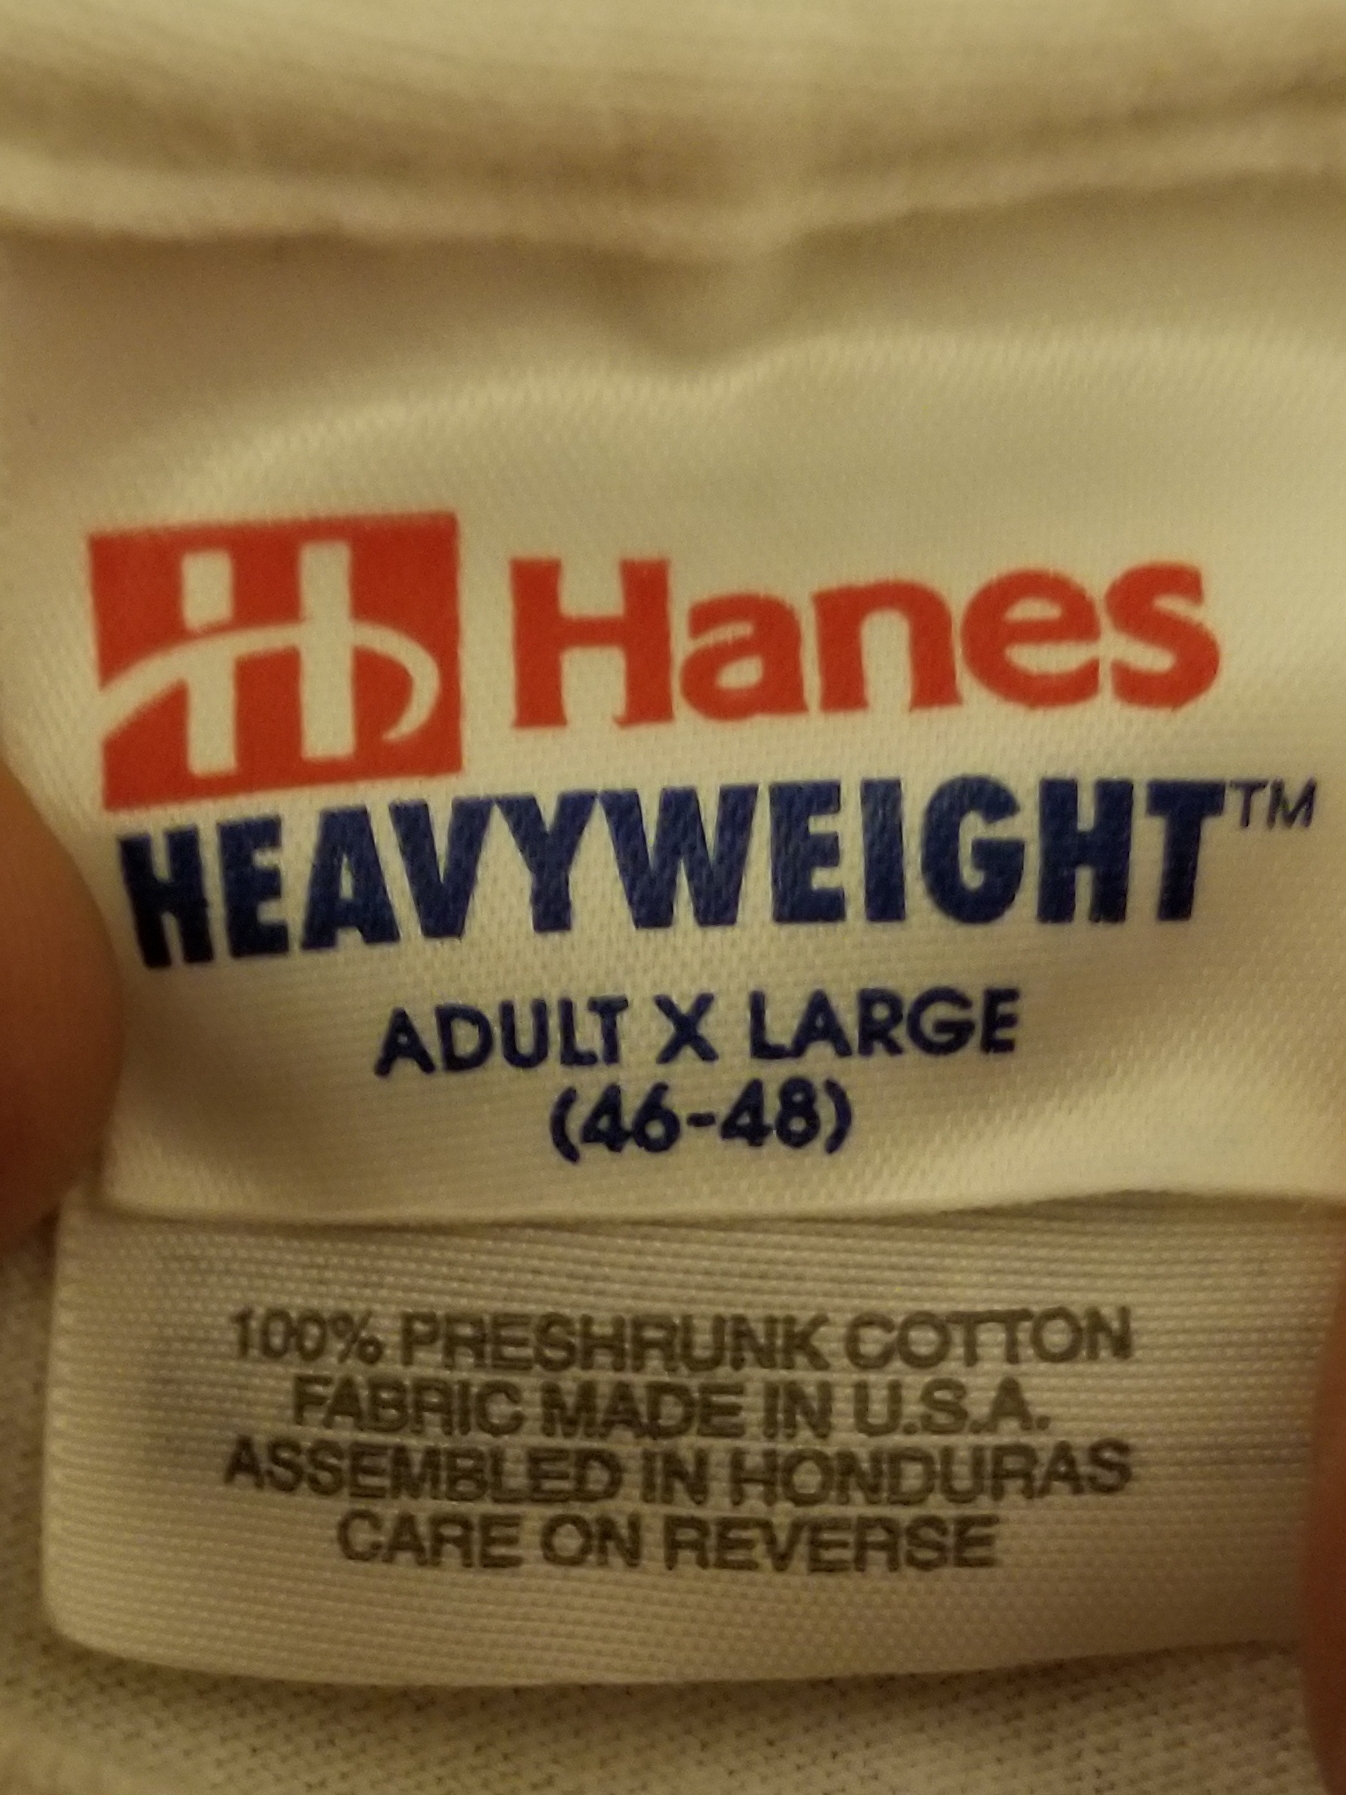 H Hanes
HEAVYWEIGHT™
ADULT X LARGE
(46-48)
100% PRESHRUNK COTTON
FABRIC MADE IN U.S.A.
ASSEMBLED IN HONDURAS
CARE ON REVERSE